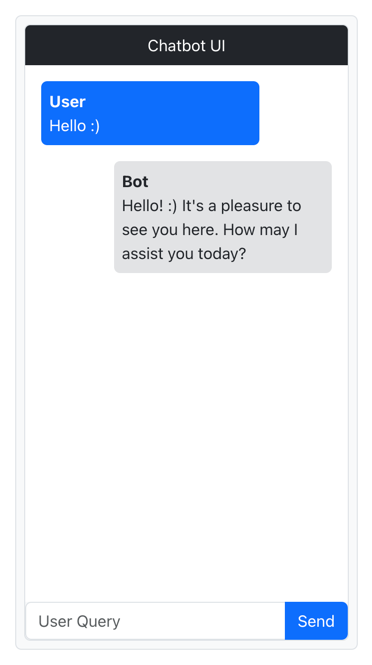 Chatbot UI
User
Hello :)
Bot
Hello! :) It's a pleasure to
see you here. How may I
assist you today?
User Query
Send